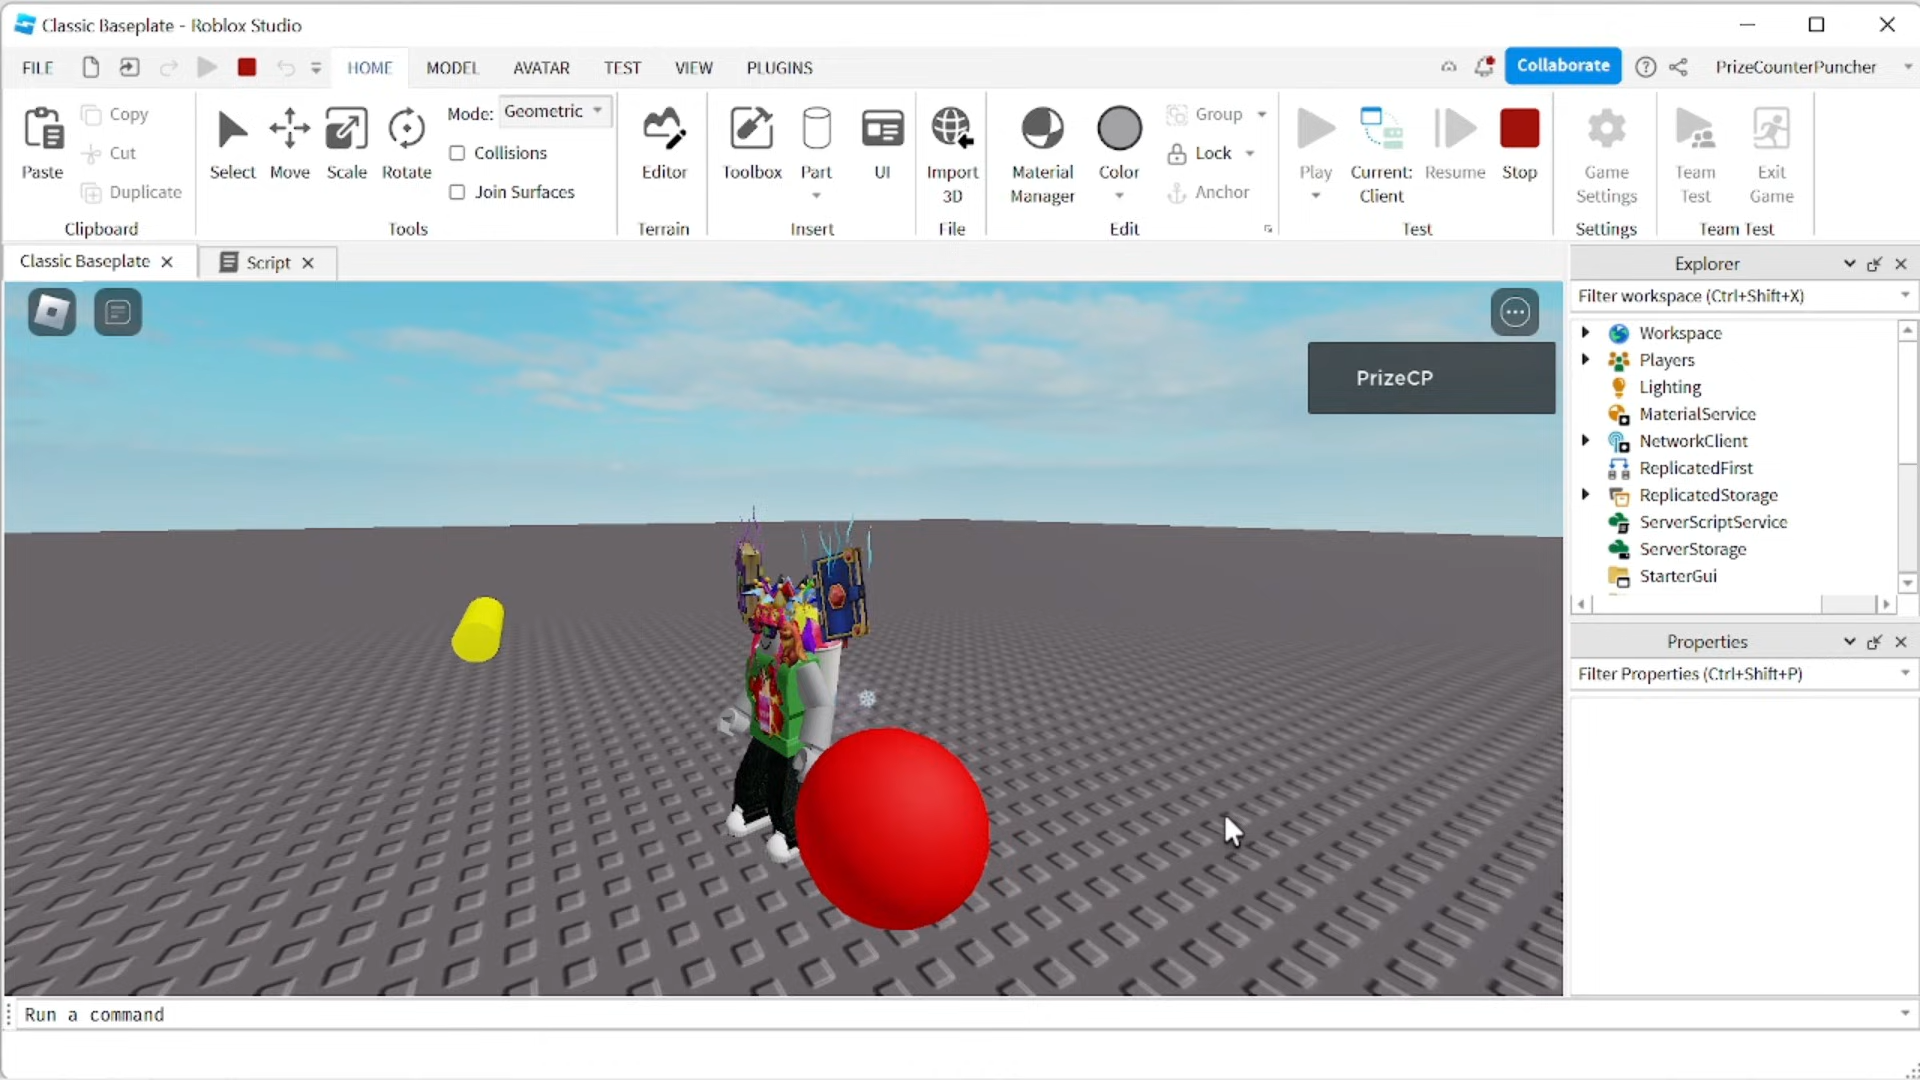 Classic Baseplate - Roblox Studio
FILE HOME MODEL AVATAR TEST VIEW PLUGINS Collaborate PrizeCounterPuncher
Paste Copy Cut Duplicate
Clipboard
Select Move Scale Rotate Mode: Geometric
Collisions
Join Surfaces
Tools
Editor
Terrain
Toolbox Part UI
Insert
Import 3D
File
Material Manager Color Group Lock Anchor
Edit
Play Current: Client Resume Stop
Test
Game Settings
Settings
Team Test Exit Game
Team Test
Classic Baseplate Script
PrizeCP
Explorer
Filter workspace (Ctrl+Shift+X)
Workspace
Players
Lighting
MaterialService
NetworkClient
ReplicatedFirst
ReplicatedStorage
ServerScriptService
ServerStorage
StarterGui
Properties
Filter Properties (Ctrl+Shift+P)
Run a command